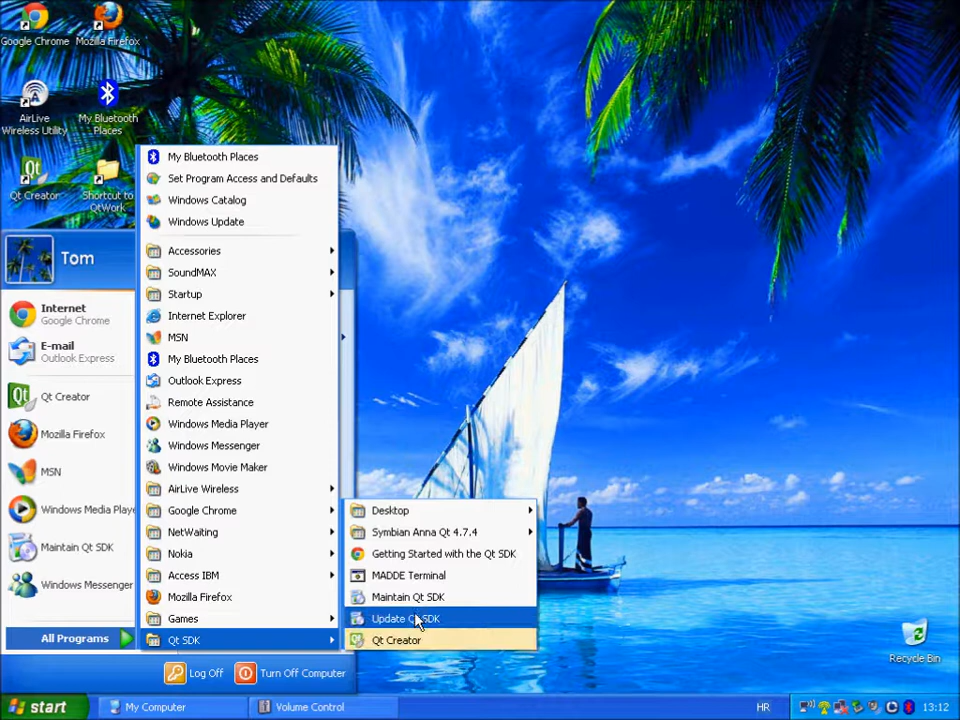 Google Chrome
Mozilla Firefox
AirLive
Wireless Utility
My Bluetooth
Places
Qt Creator
Shortcut to
QtWork
Tom
Internet
Google Chrome
E-mail
Outlook Express
Qt Creator
Mozilla Firefox
MSN
Windows Media Playe
Maintain Qt SDK
Windows Messenger
All Programs
My Bluetooth Places
Set Program Access and Defaults
Windows Catalog
Windows Update
Accessories
SoundMAX
Startup
Internet Explorer
MSN
My Bluetooth Places
Outlook Express
Remote Assistance
Windows Media Player
Windows Messenger
Windows Movie Maker
AirLive Wireless
Google Chrome
NetWaiting
Nokia
Access IBM
Mozilla Firefox
Games
Qt SDK
Desktop
Symbian Anna Qt 4.7.4
Getting Started with the Qt SDK
MADDE Terminal
Maintain Qt SDK
Update Qt SDK
Qt Creator
Log Off
Turn Off Computer
Recycle Bin
start
My Computer
Volume Control
HR
13:12